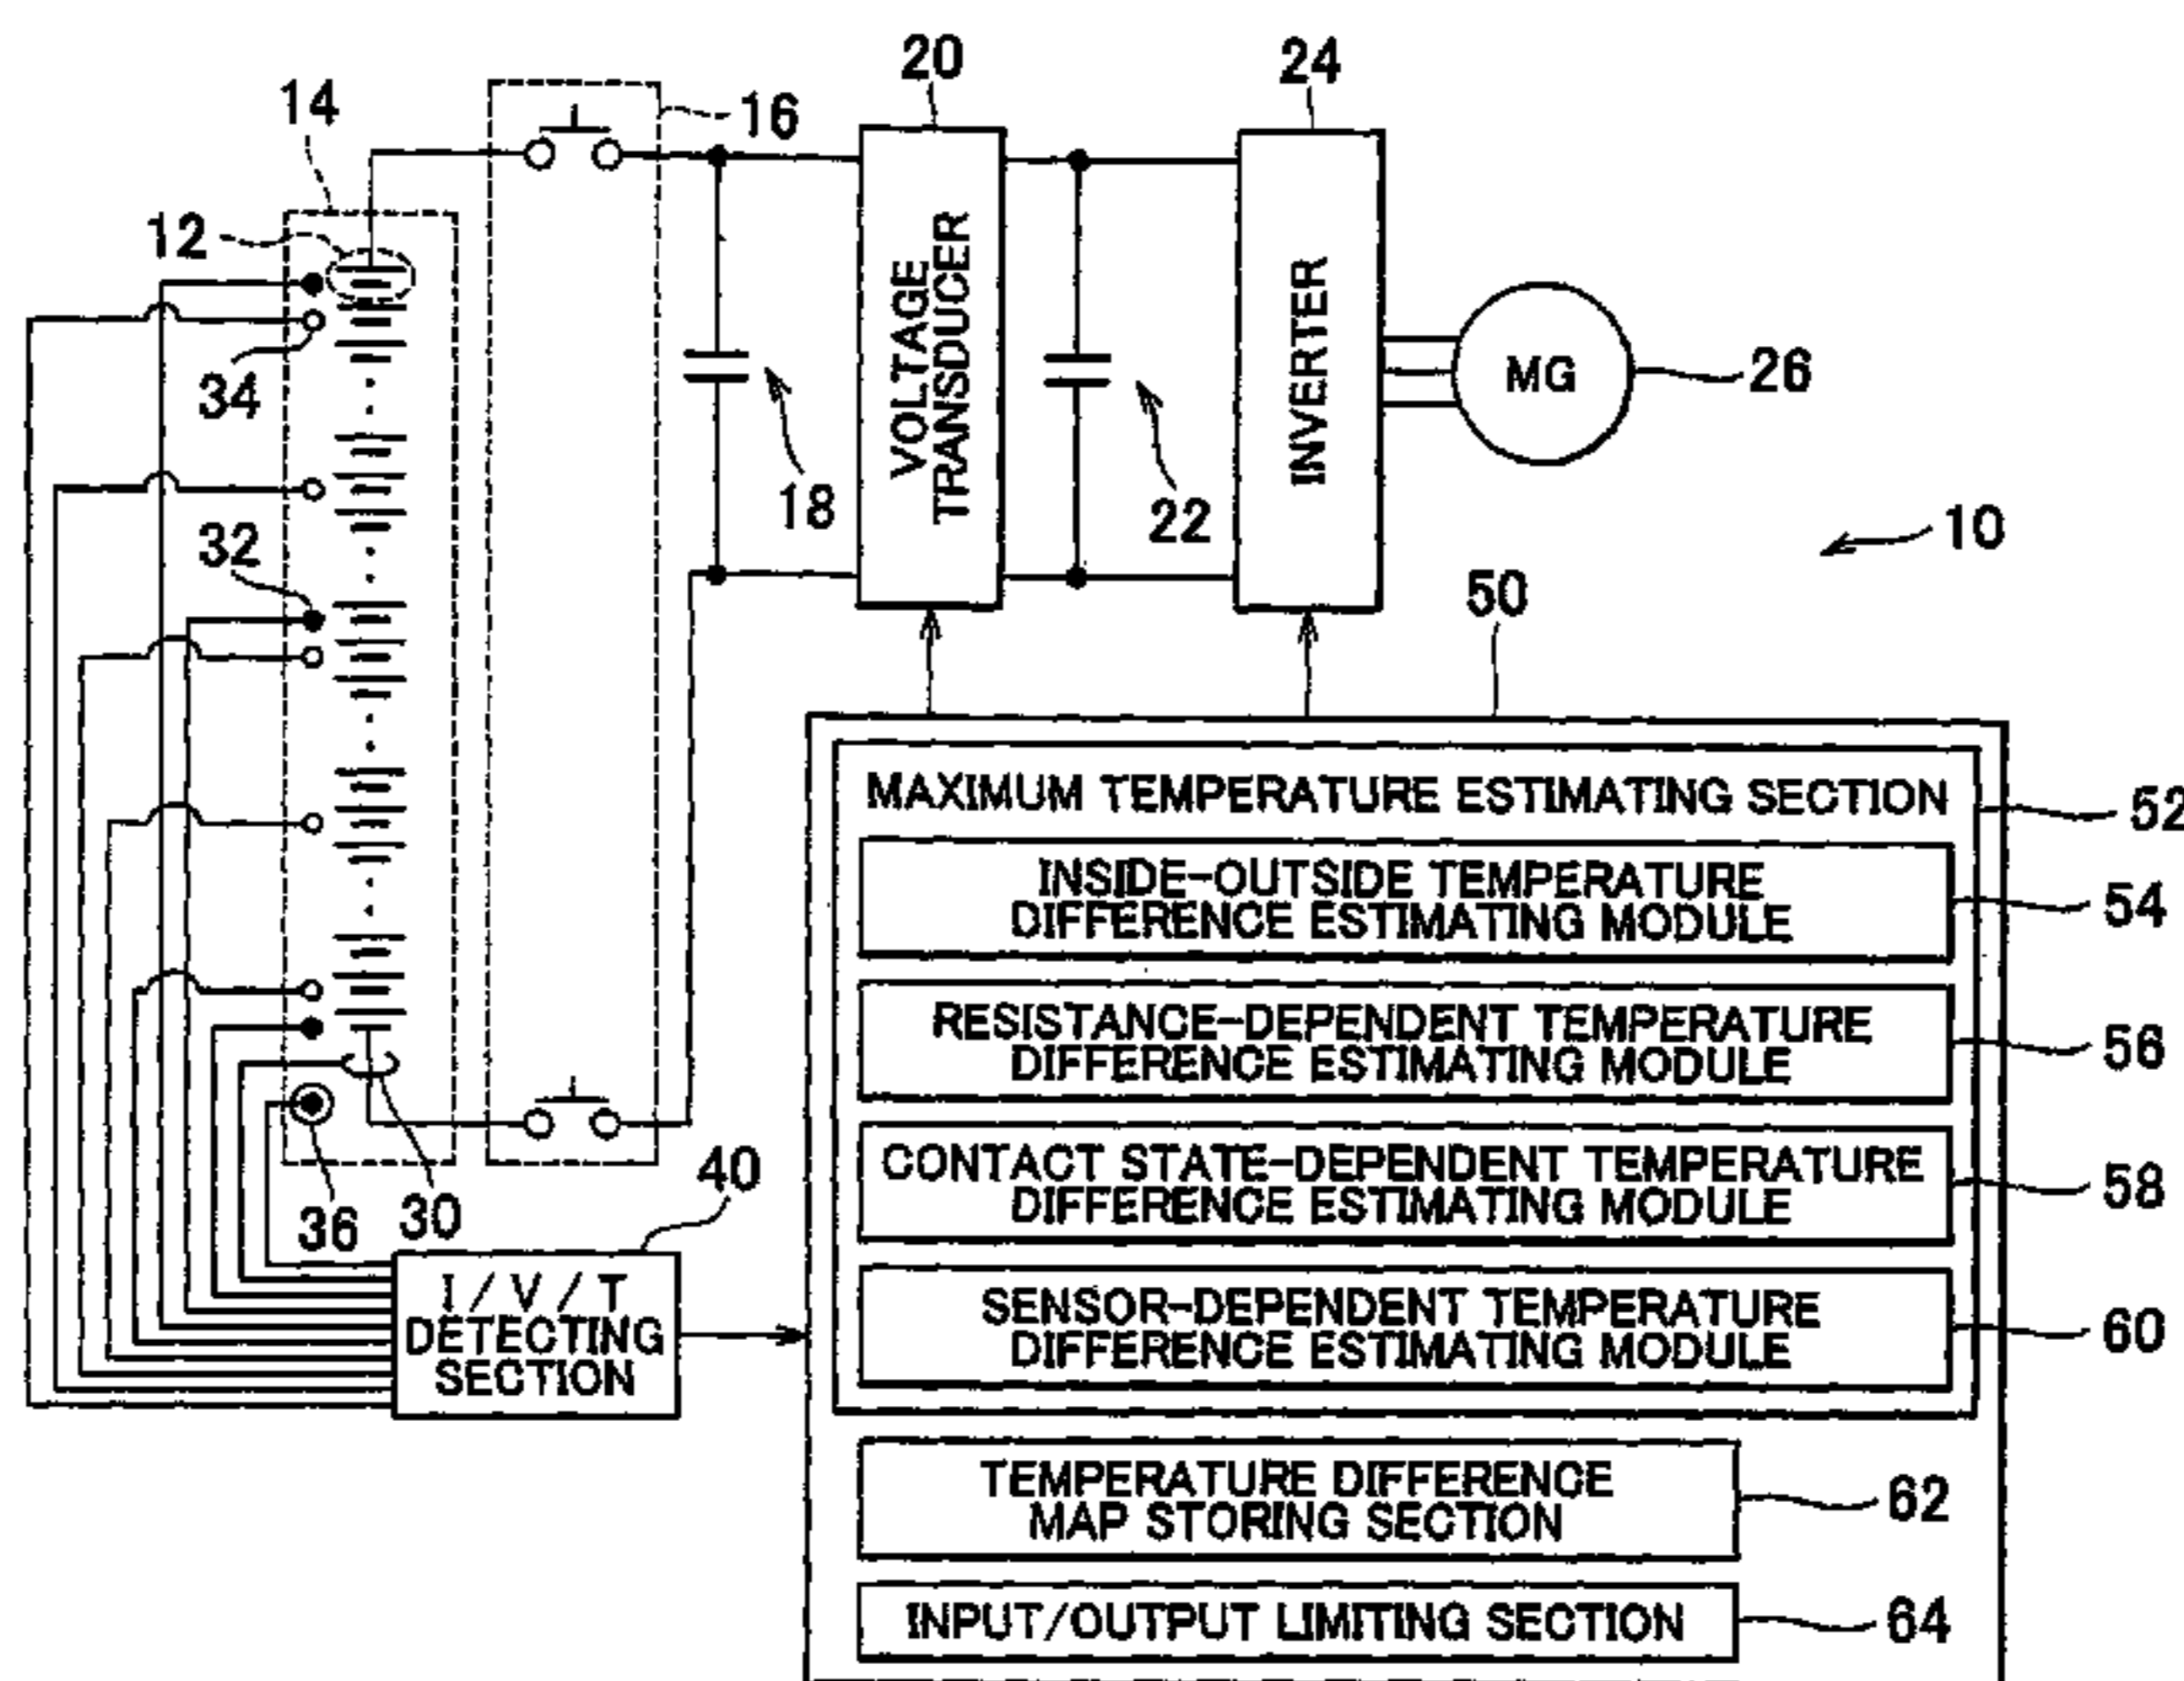 20
24
14
16
12
VOLTAGE
TRANSDUCER
INVERTER
MG
26
34
18
22
10
32
50
MAXIMUM TEMPERATURE ESTIMATING SECTION
52
INSIDE-OUTSIDE TEMPERATURE
DIFFERENCE ESTIMATING MODULE
54
RESISTANCE-DEPENDENT TEMPERATURE
DIFFERENCE ESTIMATING MODULE
56
CONTACT STATE-DEPENDENT TEMPERATURE
DIFFERENCE ESTIMATING MODULE
58
40
36
30
I / V / T
DETECTING
SECTION
SENSOR-DEPENDENT TEMPERATURE
DIFFERENCE ESTIMATING MODULE
60
TEMPERATURE DIFFERENCE
MAP STORING SECTION
62
INPUT/OUTPUT LIMITING SECTION
64